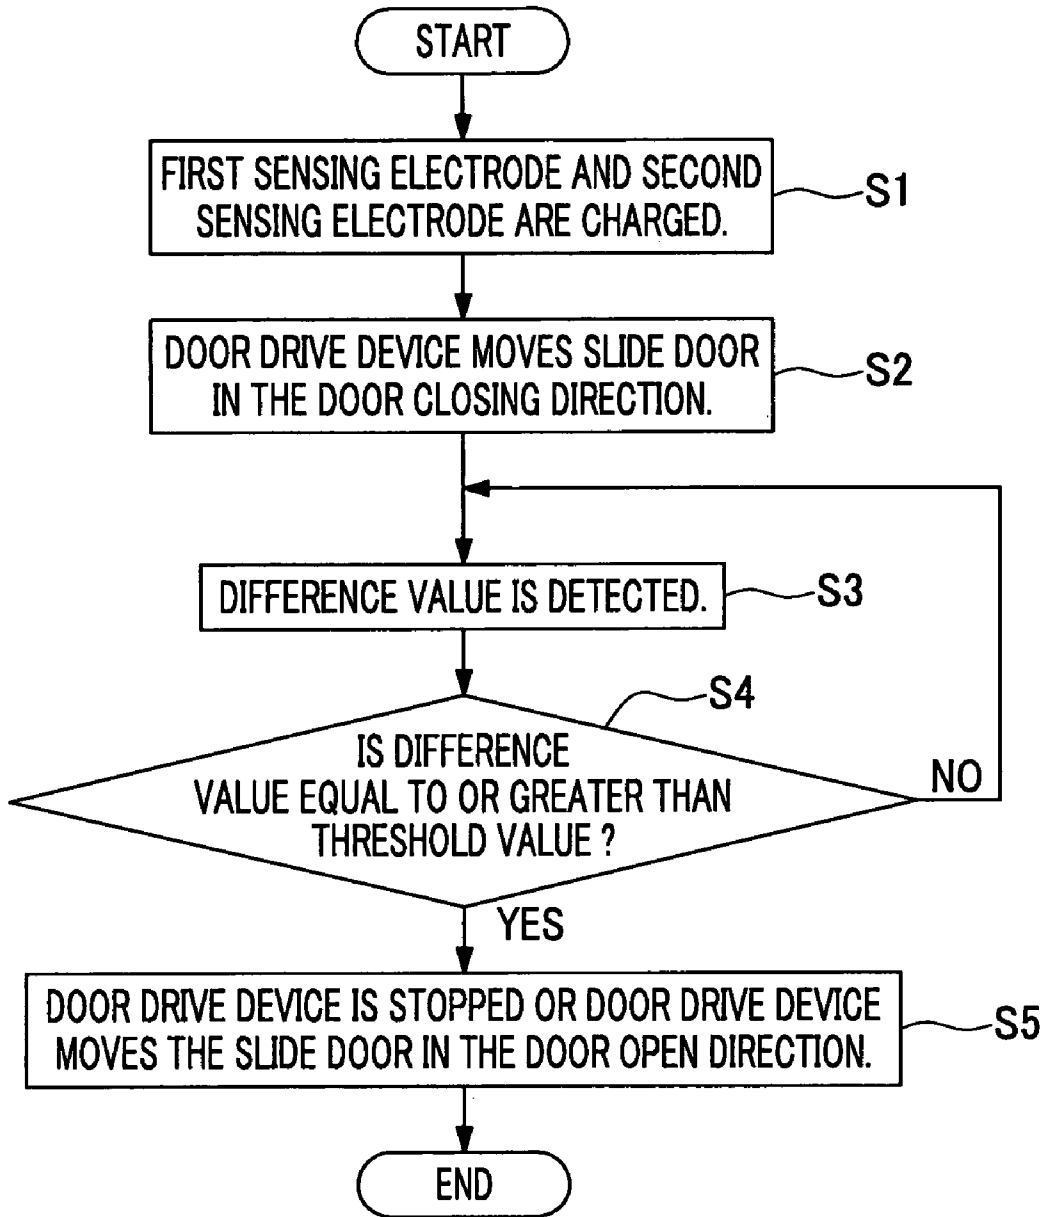 START
FIRST SENSING ELECTRODE AND SECOND
SENSING ELECTRODE ARE CHARGED.
S1
DOOR DRIVE DEVICE MOVES SLIDE DOOR
IN THE DOOR CLOSING DIRECTION.
S2
DIFFERENCE VALUE IS DETECTED.
S3
S4
IS DIFFERENCE
VALUE EQUAL TO OR GREATER THAN
THRESHOLD VALUE ?
NO
YES
DOOR DRIVE DEVICE IS STOPPED OR DOOR DRIVE DEVICE
MOVES THE SLIDE DOOR IN THE DOOR OPEN DIRECTION.
S5
END